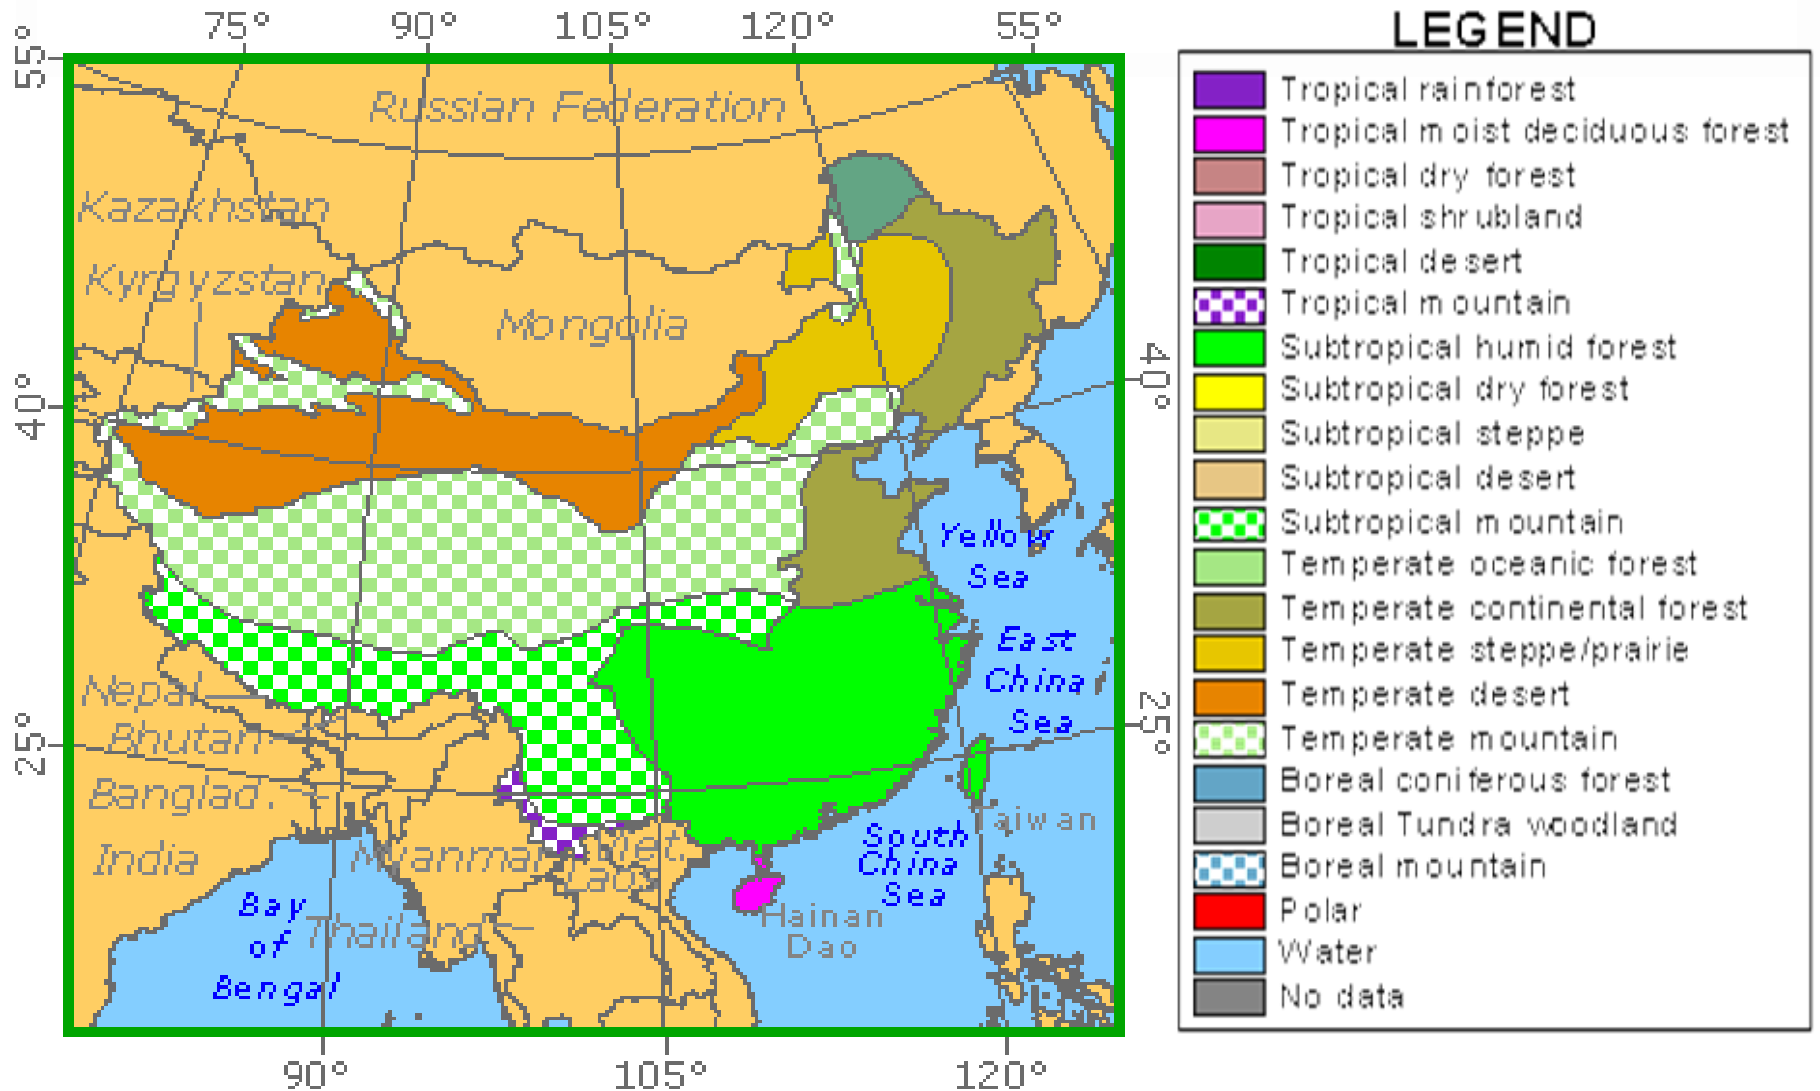 75° 90° 105° 120° 55°
55°
Russian Federation
Kazakhstan
Kyrgyzstan
Mongolia
40°
40°
Yellow
Sea
East
China
Sea
Nepal
Bhutan
25°
25°
Banglad.
India
Myanmar
Viet.
Laos
Taiwan
South
China
Sea
Bay
of
Bengal
Thailand
Hainan
Dao
90° 105° 120°
LEGEND
Tropical rainforest
Tropical moist deciduous forest
Tropical dry forest
Tropical shrubland
Tropical desert
Tropical mountain
Subtropical humid forest
Subtropical dry forest
Subtropical steppe
Subtropical desert
Subtropical mountain
Temperate oceanic forest
Temperate continental forest
Temperate steppe/prairie
Temperate desert
Temperate mountain
Boreal coniferous forest
Boreal Tundra woodland
Boreal mountain
Polar
Water
No data